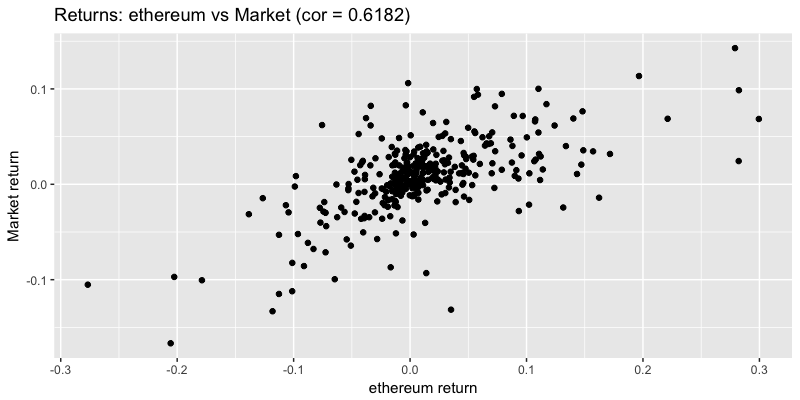 Returns: ethereum vs Market (cor = 0.6182)
Market return
0.1
0.0
-0.1
-0.3 -0.2 -0.1 0.0 0.1 0.2 0.3
ethereum return